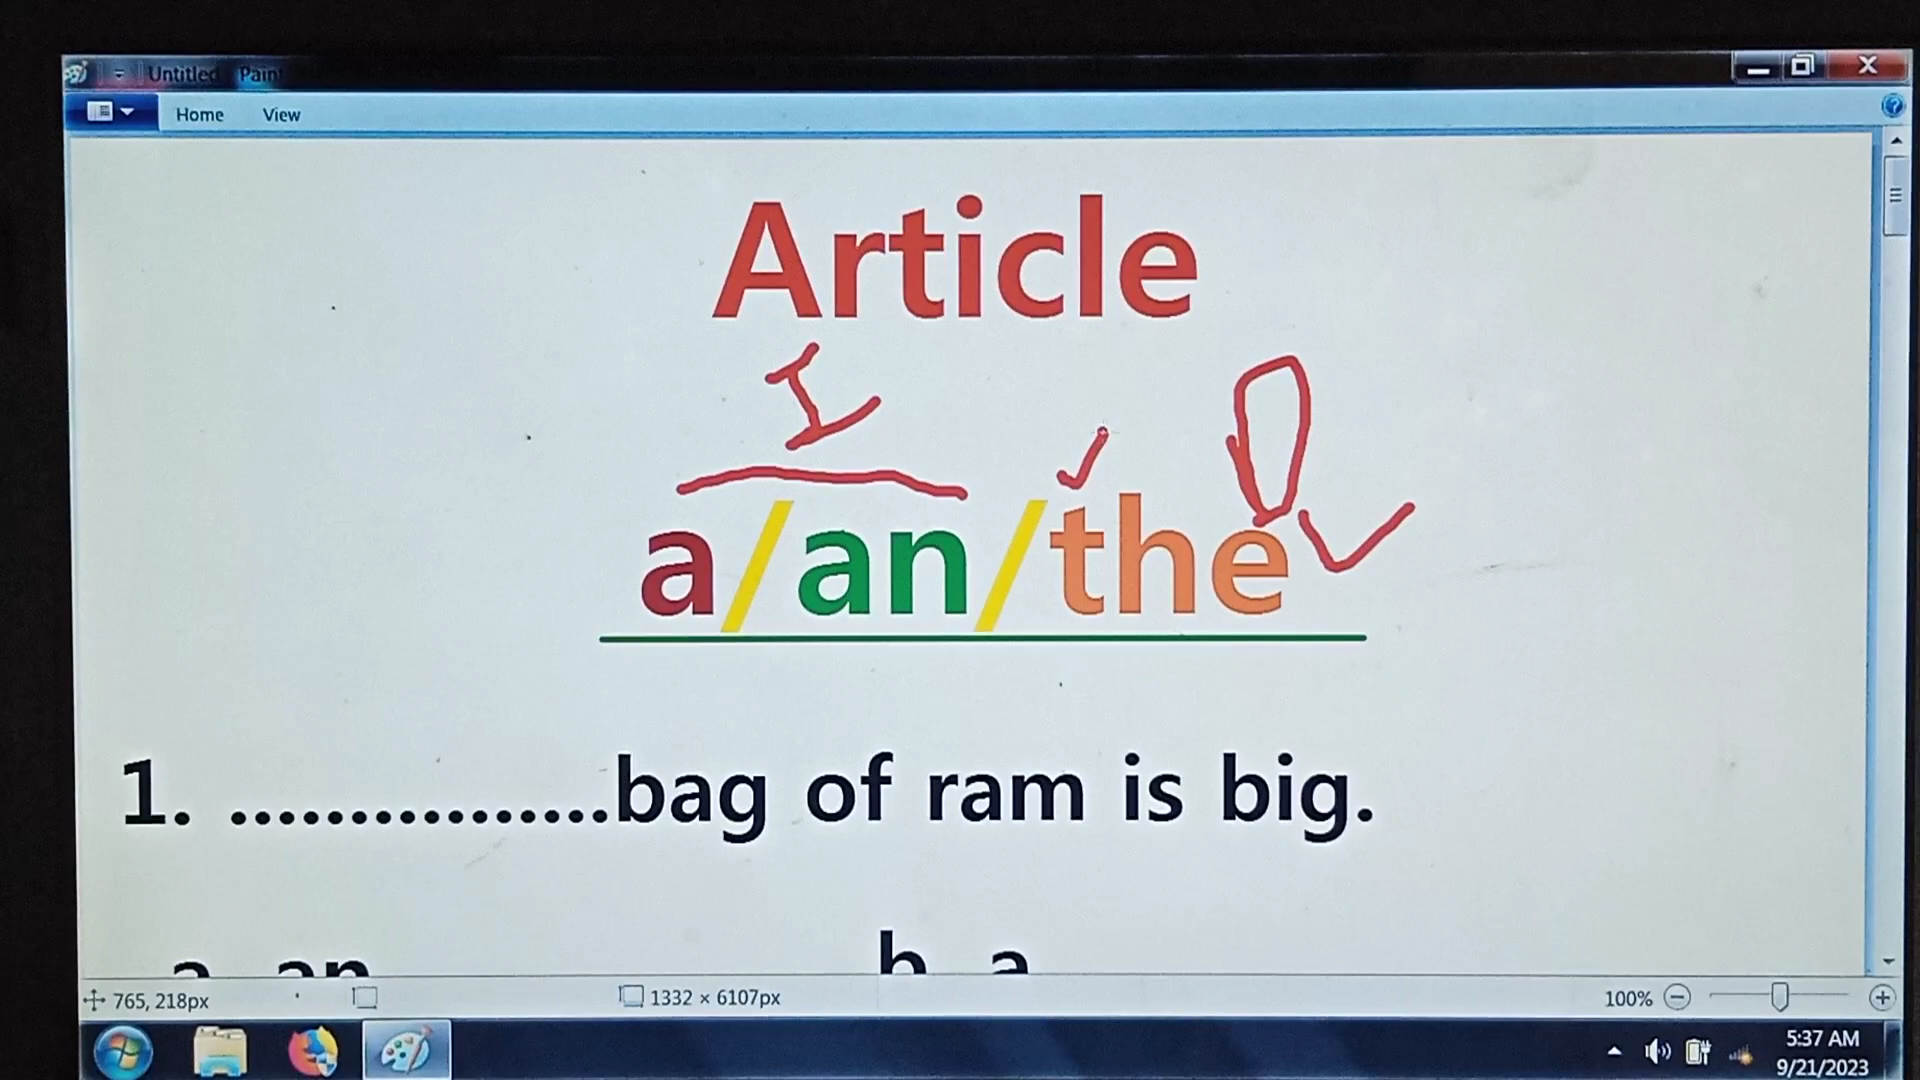 Untitled Paint
Home View
Article
I D
a/an/the
1. ................bag of ram is big.
a an b a
765, 218px 1332 × 6107px 100%
5:37 AM
9/21/2023